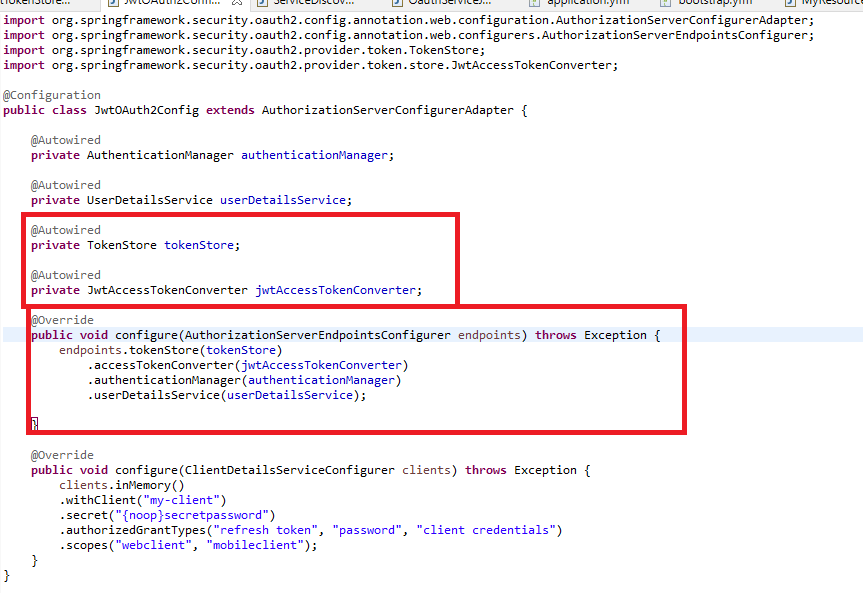 JwtOAuth2Conf...
ServiceDiscov...
application.yml
bootstrap.yml
import org.springframework.security.oauth2.config.annotation.web.configuration.AuthorizationServerConfigurerAdapter;
import org.springframework.security.oauth2.config.annotation.web.configurers.AuthorizationServerEndpointsConfigurer;
import org.springframework.security.oauth2.provider.token.TokenStore;
import org.springframework.security.oauth2.provider.token.store.JwtAccessTokenConverter;
@Configuration
public class JwtOAuth2Config extends AuthorizationServerConfigurerAdapter {
@Autowired
private AuthenticationManager authenticationManager;
@Autowired
private UserDetailsService userDetailsService;
@Autowired
private TokenStore tokenStore;
@Autowired
private JwtAccessTokenConverter jwtAccessTokenConverter;
@Override
public void configure(AuthorizationServerEndpointsConfigurer endpoints) throws Exception {
endpoints.tokenStore(tokenStore)
.accessTokenConverter(jwtAccessTokenConverter)
.authenticationManager(authenticationManager)
.userDetailsService(userDetailsService);
}
@Override
public void configure(ClientDetailsServiceConfigurer clients) throws Exception {
clients.inMemory()
.withClient("my-client")
.secret("{noop}secretpassword")
.authorizedGrantTypes("refresh token", "password", "client credentials")
.scopes("webclient", "mobileclient");
}
}